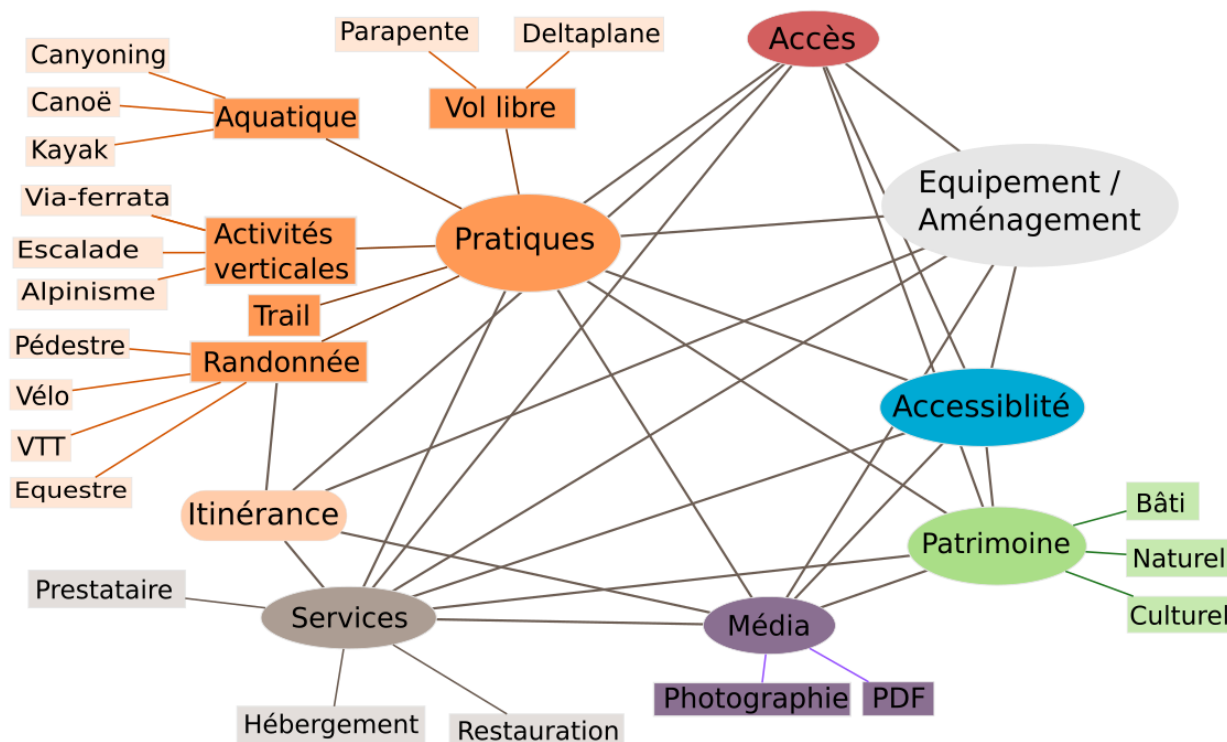 Parapente
Deltaplane
Accès
Canyoning
Canoë
Aquatique
Vol libre
Kayak
Via-ferrata
Escalade
Alpinisme
Activités
verticales
Pratiques
Equipement /
Aménagement
Trail
Pédestre
Randonnée
Vélo
VTT
Equestre
Accessiblité
Itinérance
Patrimoine
Bâti
Naturel
Culturel
Prestataire
Services
Média
Photographie
PDF
Hébergement
Restauration